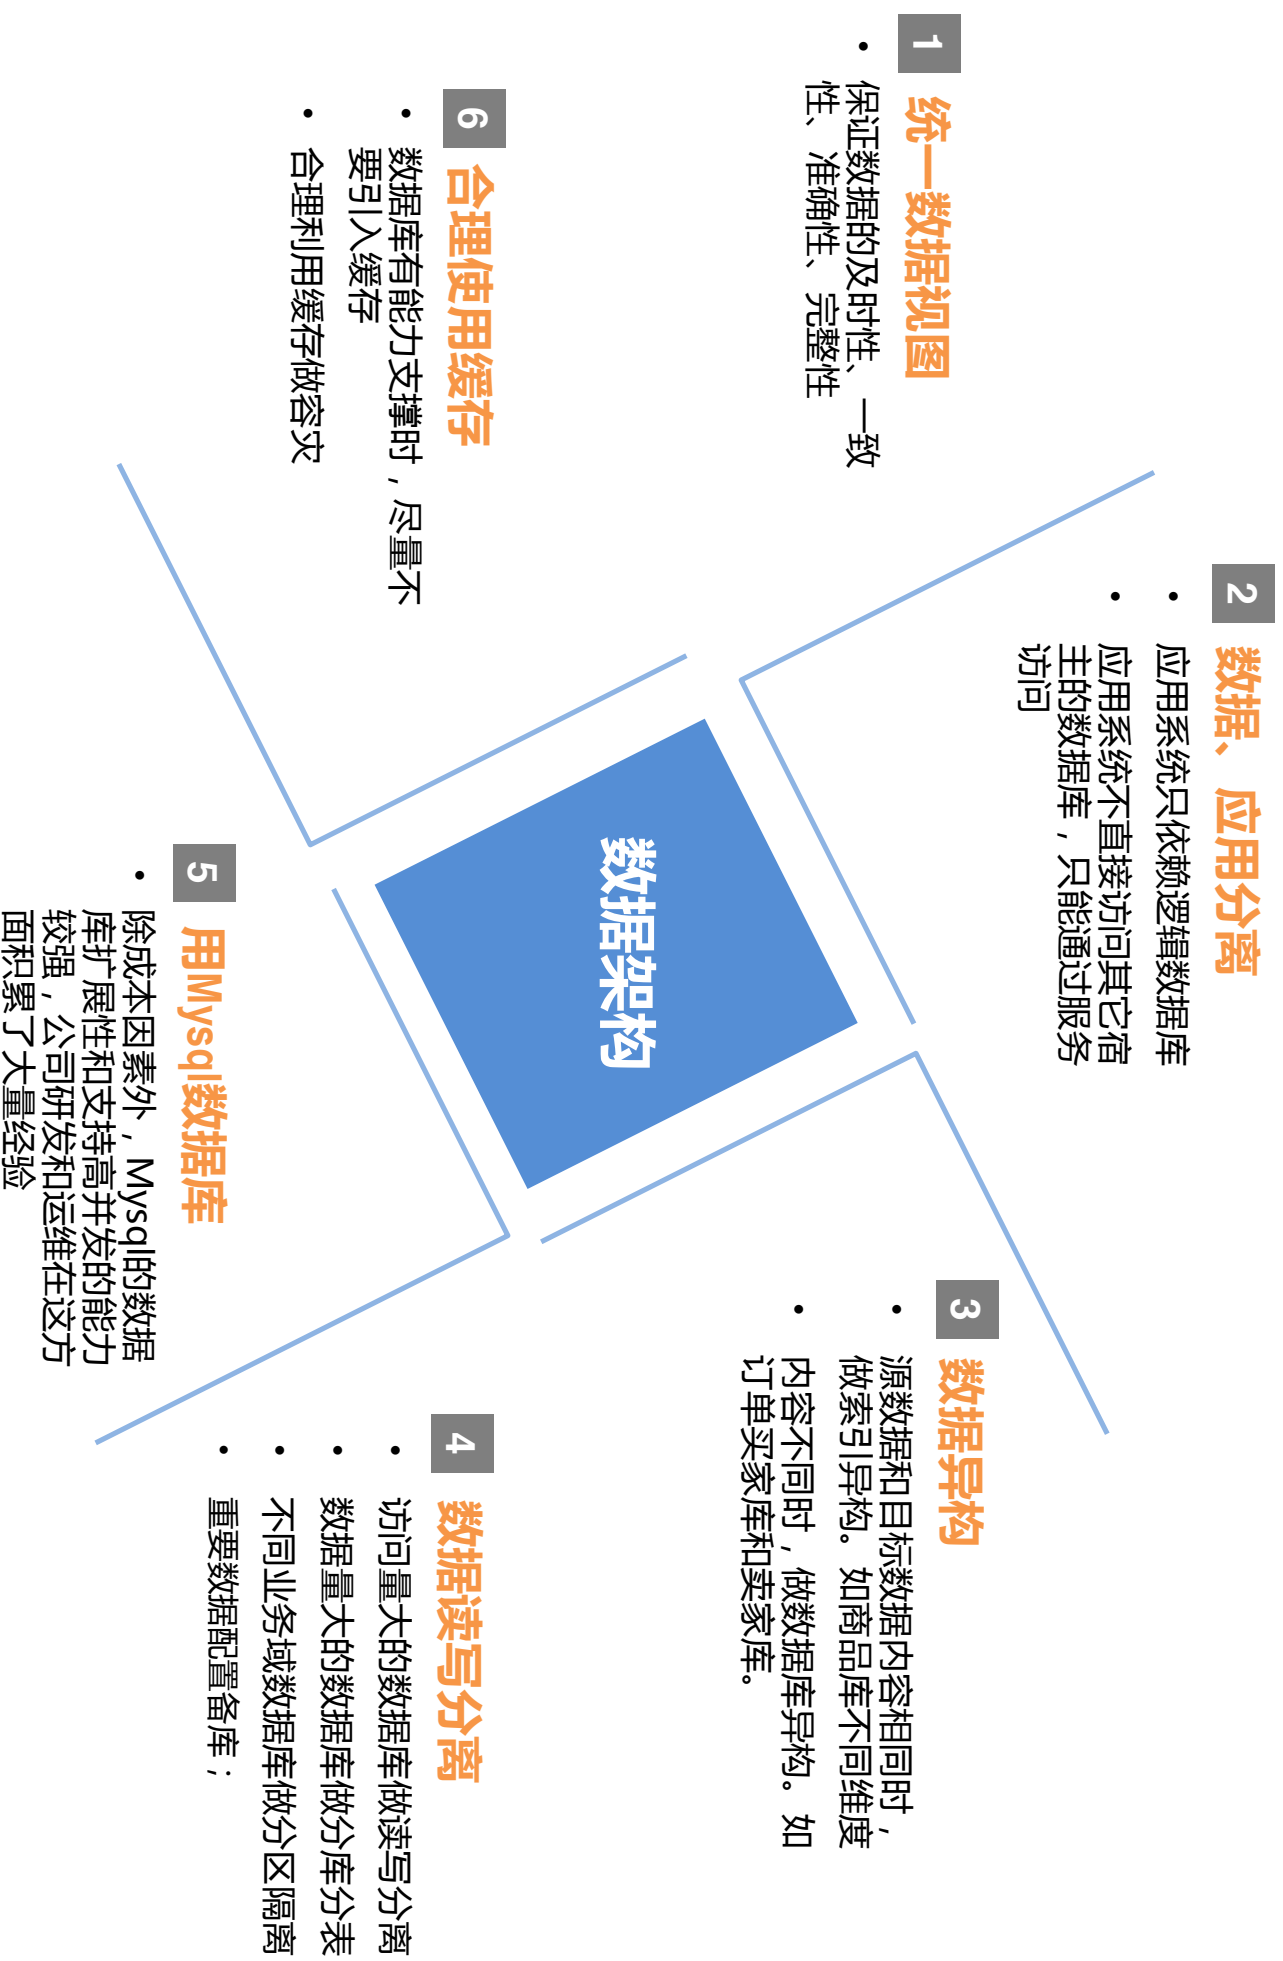 1
统一数据视图
• 保证数据的及时性、一致
性、准确性、完整性
2
数据、应用分离
• 应用系统只依赖逻辑数据库
• 应用系统不直接访问其它宿
主的数据库，只能通过服务
访问
3
数据异构
• 源数据和目标数据内容相同时，
做索引异构。如商品库不同维度
• 内容不同时，做数据库异构。如
订单买家库和卖家库。
4
数据读写分离
• 访问量大的数据库做读写分离
• 数据量大的数据库做分库分表
• 不同业务域数据库做分区隔离
• 重要数据配置备库；
5
用Mysql数据库
• 除成本因素外，Mysql的数据
库扩展性和支持高并发的能力
较强，公司研发和运维在这方
面积累了大量经验
6
合理使用缓存
• 数据库有能力支撑时，尽量不
要引入缓存
• 合理利用缓存做容灾
数据架构